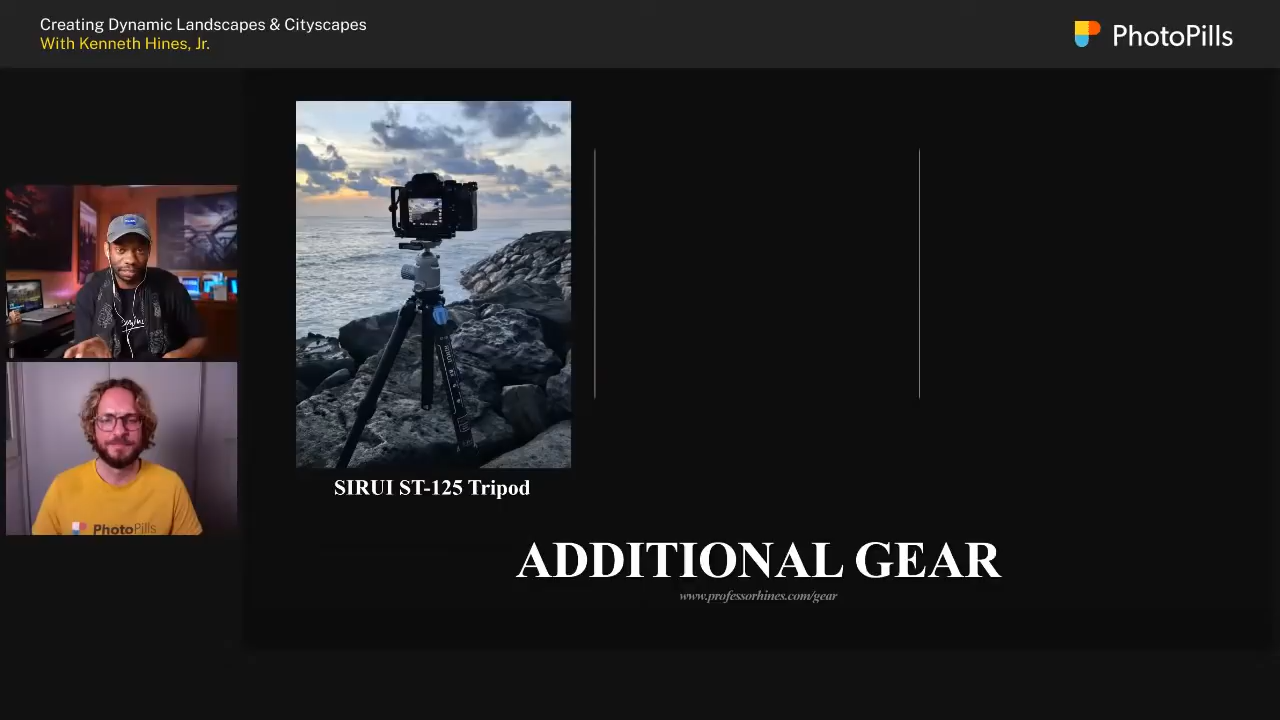 Creating Dynamic Landscapes & Cityscapes
With Kenneth Hines, Jr.
PhotoPills
PhotoPills
SIRUI
SIRUI ST-125 Tripod
ADDITIONAL GEAR
www.professorhines.com/gear